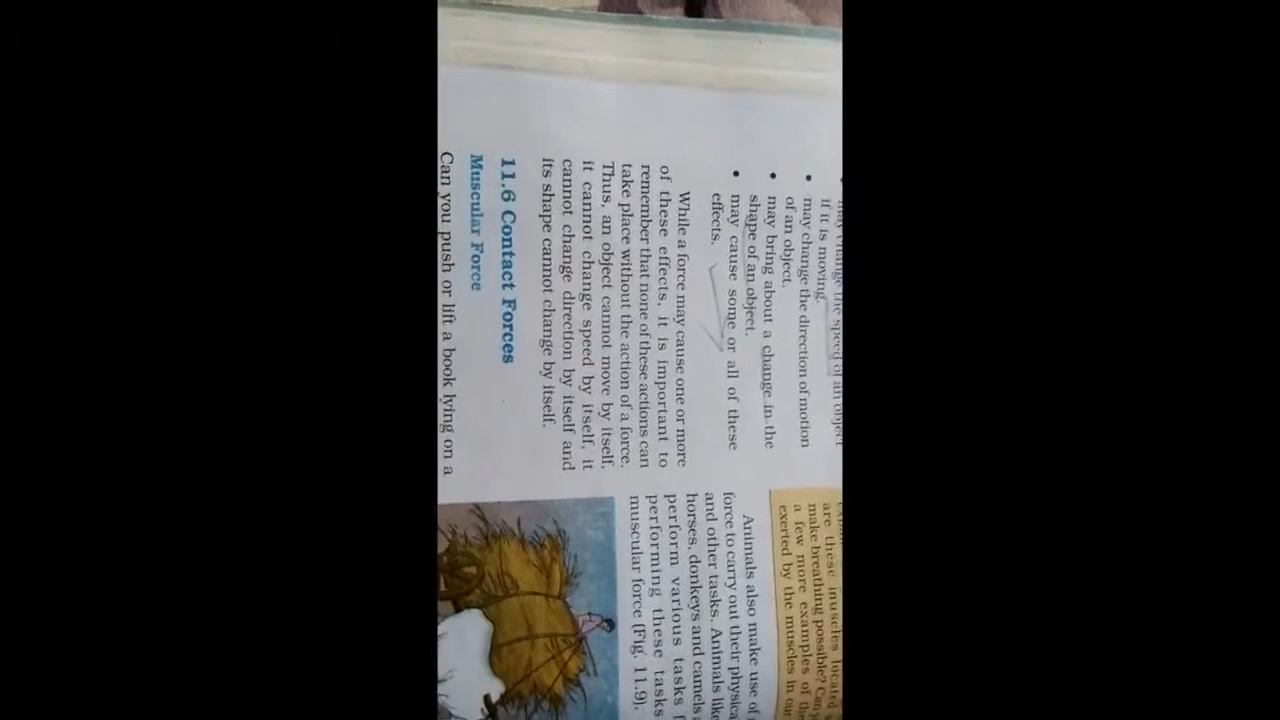 may change the speed of an object
if it is moving.
• may change the direction of motion
of an object.
• may bring about a change in the
shape of an object.
• may cause some or all of these
effects.
While a force may cause one or more
of these effects, it is important to
remember that none of these actions can
take place without the action of a force.
Thus, an object cannot move by itself,
it cannot change speed by itself, it
cannot change direction by itself and
its shape cannot change by itself.
11.6 Contact Forces
Muscular Force
Can you push or lift a book lying on a
are these muscles located
make breathing possible? Can
a few more examples of
exerted by the muscles in our
Animals also make use of
force to carry out their
and other tasks. Animals like
horses, donkeys and camels
perform various tasks
performing these tasks
muscular force (Fig. 11.9).